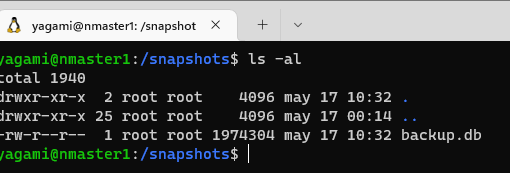 yagami@nmaster1: /snapshot
yagami@nmaster1:/snapshots$ ls -al
total 1940
drwxr-xr-x  2 root root    4096 may 17 10:32 .
drwxr-xr-x 25 root root    4096 may 17 00:14 ..
-rw-r--r--  1 root root 1974304 may 17 10:32 backup.db
yagami@nmaster1:/snapshots$